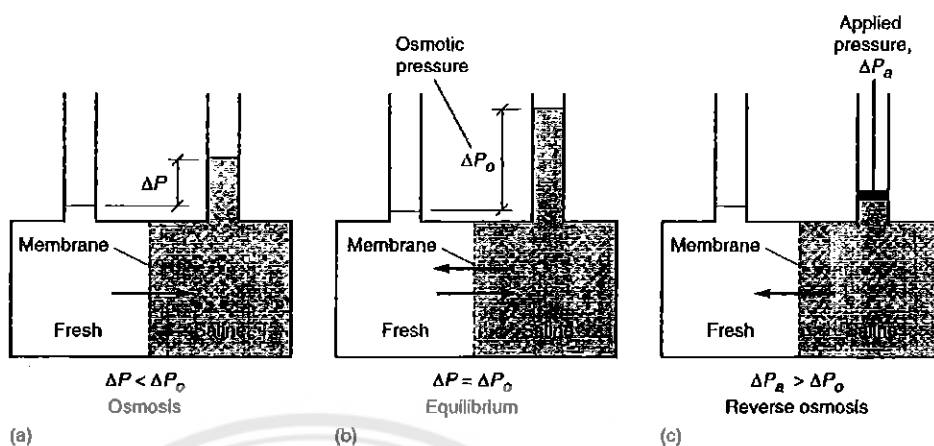 Osmotic
pressure
Applied
pressure,
ΔPa
ΔP
Membrane
Fresh
Saline
ΔP < ΔPo
Osmosis
(a)
ΔPo
Membrane
Fresh
Saline
ΔP = ΔPo
Equilibrium
(b)
Membrane
Fresh
Saline
ΔPa > ΔPo
Reverse osmosis
(c)